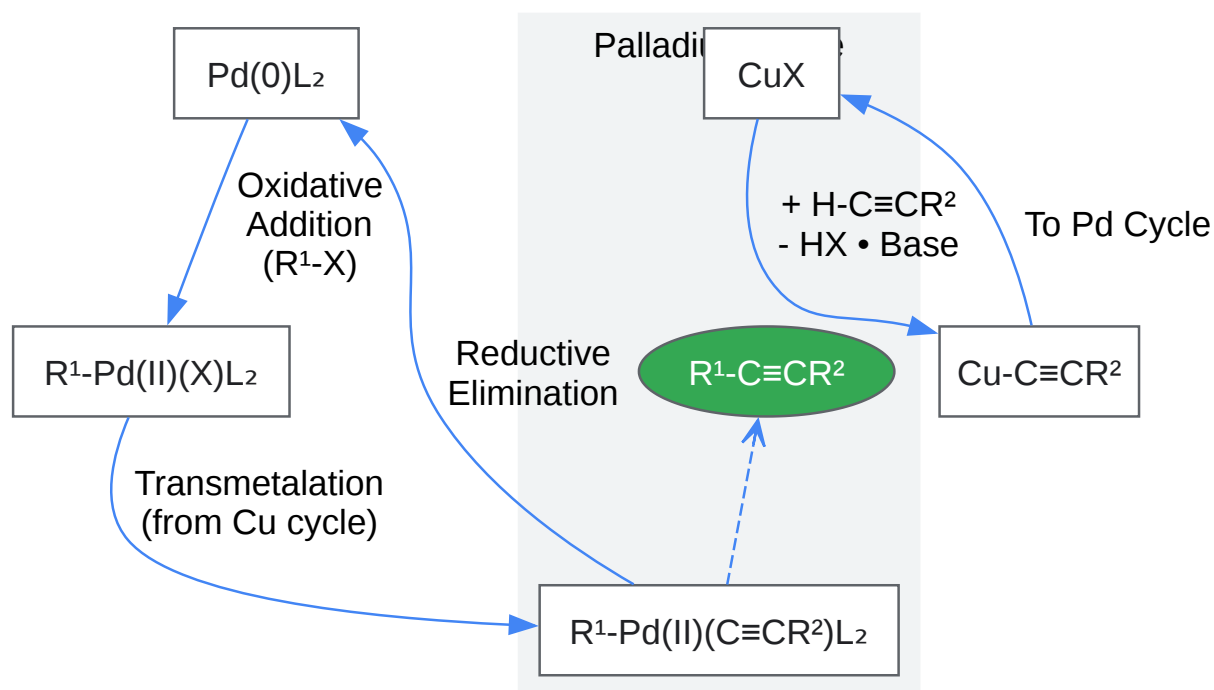 Pd(0)L₂
CuX
Oxidative
Addition
(R¹-X)
+ H-C≡CR²
- HX • Base
To Pd Cycle
R¹-Pd(II)(X)L₂
Reductive
Elimination
R¹-C≡CR²
Cu-C≡CR²
Transmetalation
(from Cu cycle)
R¹-Pd(II)(C≡CR²)L₂